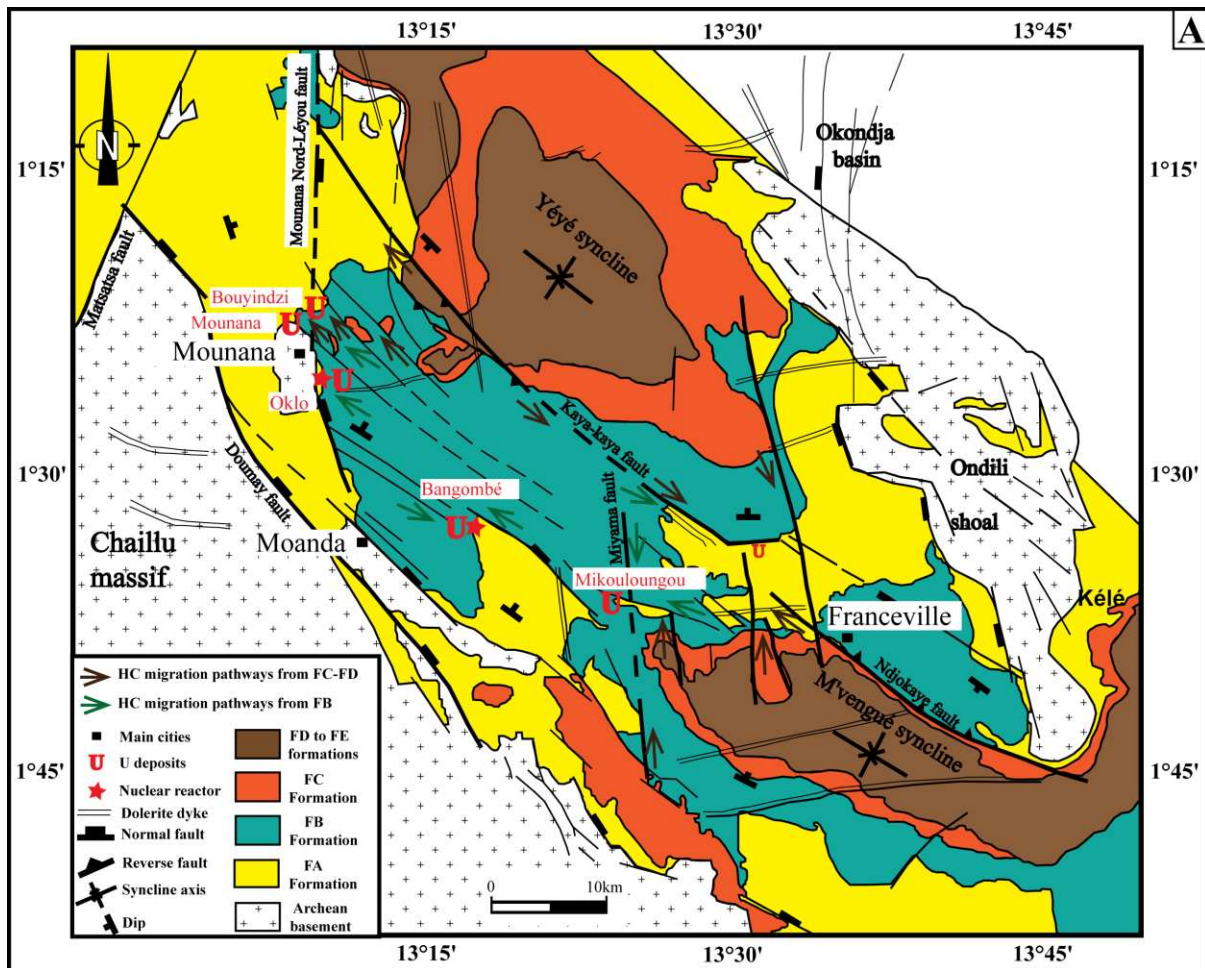 A
13°15'
13°30'
13°45'
N
1°15'
1°15'
Mounana Nord-Léyou fault
Okondja
basin
Yéyé syncline
Matsatsa fault
Bouyindzi
U
Mounana
U
Mounana
U
Oklo
Kaya-kaya fault
1°30'
1°30'
Ondili
shoal
Doumay fault
Bangombé
U
Chaillu
massif
Moanda
Miyama fault
U
Mikouloungou
U
Franceville
Kélé
Ndjokaye fault
M'vengué syncline
1°45'
1°45'
HC migration pathways from FC-FD
HC migration pathways from FB
Main cities
U U deposits
Nuclear reactor
Dolerite dyke
Normal fault
Reverse fault
Syncline axis
Dip
FD to FE
formations
FC
Formation
FB
Formation
FA
Formation
Archean
basement
0 10km
13°15'
13°30'
13°45'